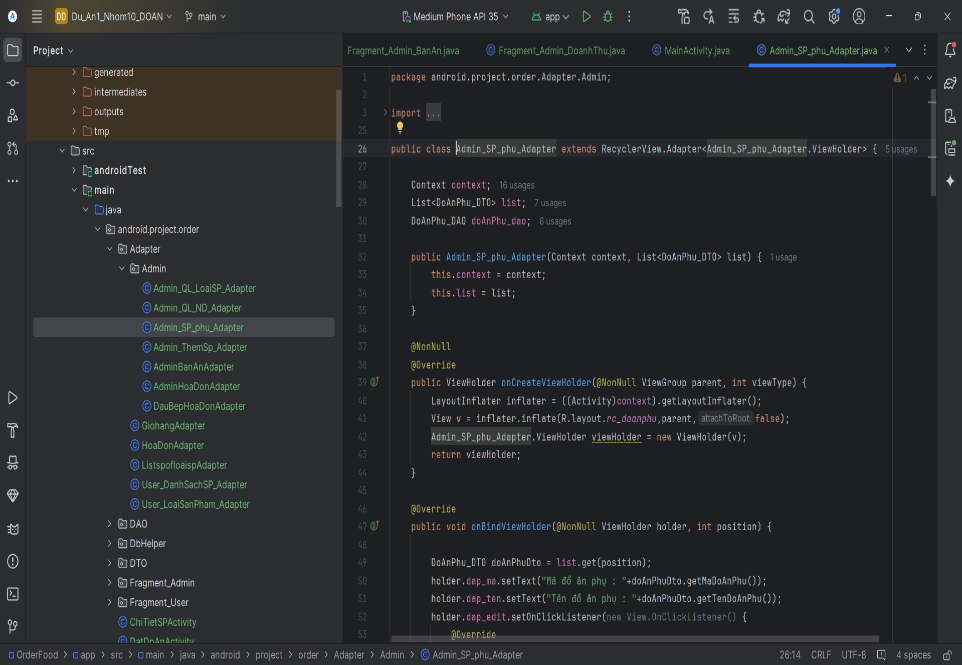 DD Du_An1_Nhom10_DOAN main Medium Phone API 35 app
Project
generated
intermediates
outputs
tmp
src
androidTest
main
java
android.project.order
Adapter
Admin
Admin_QL_LoaiSP_Adapter
Admin_QL_ND_Adapter
Admin_SP_phu_Adapter
Admin_ThemSp_Adapter
AdminBanAnAdapter
AdminHoaDonAdapter
DauBepHoaDonAdapter
GiohangAdapter
HoaDonAdapter
ListspofloaispAdapter
User_DanhSachSP_Adapter
User_LoaiSanPham_Adapter
DAO
DbHelper
DTO
Fragment_Admin
Fragment_User
ChiTietSPActivity
DatDoAnActivity
Fragment_Admin_BanAn.java Fragment_Admin_DoanhThu.java MainActivity.java Admin_SP_phu_Adapter.java
1 package android.project.order.Adapter.Admin;
2
3 import ...
25
26 public class Admin_SP_phu_Adapter extends RecyclerView.Adapter<Admin_SP_phu_Adapter.ViewHolder> { 5 usages
27
28 Context context; 16 usages
29 List<DoAnPhu_DTO> list; 7 usages
30 DoAnPhu_DAO doAnPhu_dao; 6 usages
31
32 public Admin_SP_phu_Adapter(Context context, List<DoAnPhu_DTO> list) { 1 usage
33 this.context = context;
34 this.list = list;
35 }
36
37 @NonNull
38 @Override
39 public ViewHolder onCreateViewHolder(@NonNull ViewGroup parent, int viewType) {
40 LayoutInflater inflater = ((Activity)context).getLayoutInflater();
41 View v = inflater.inflate(R.layout.rc_doanphu,parent, attachToRoot: false);
42 Admin_SP_phu_Adapter.ViewHolder viewHolder = new ViewHolder(v);
43 return viewHolder;
44 }
45
46 @Override
47 public void onBindViewHolder(@NonNull ViewHolder holder, int position) {
48
49 DoAnPhu_DTO doAnPhuDto = list.get(position);
50 holder.dap_ma.setText("Mã đồ ăn phụ : "+doAnPhuDto.getMaDoAnPhu());
51 holder.dap_ten.setText("Tên đồ ăn phụ : "+doAnPhuDto.getTenDoAnPhu());
52 holder.dap_edit.setOnClickListener(new View.OnClickListener() {
53 @Override
1
OrderFood > app > src > main > java > android > project > order > Adapter > Admin > Admin_SP_phu_Adapter 26:14 CRLF UTF-8 4 spaces